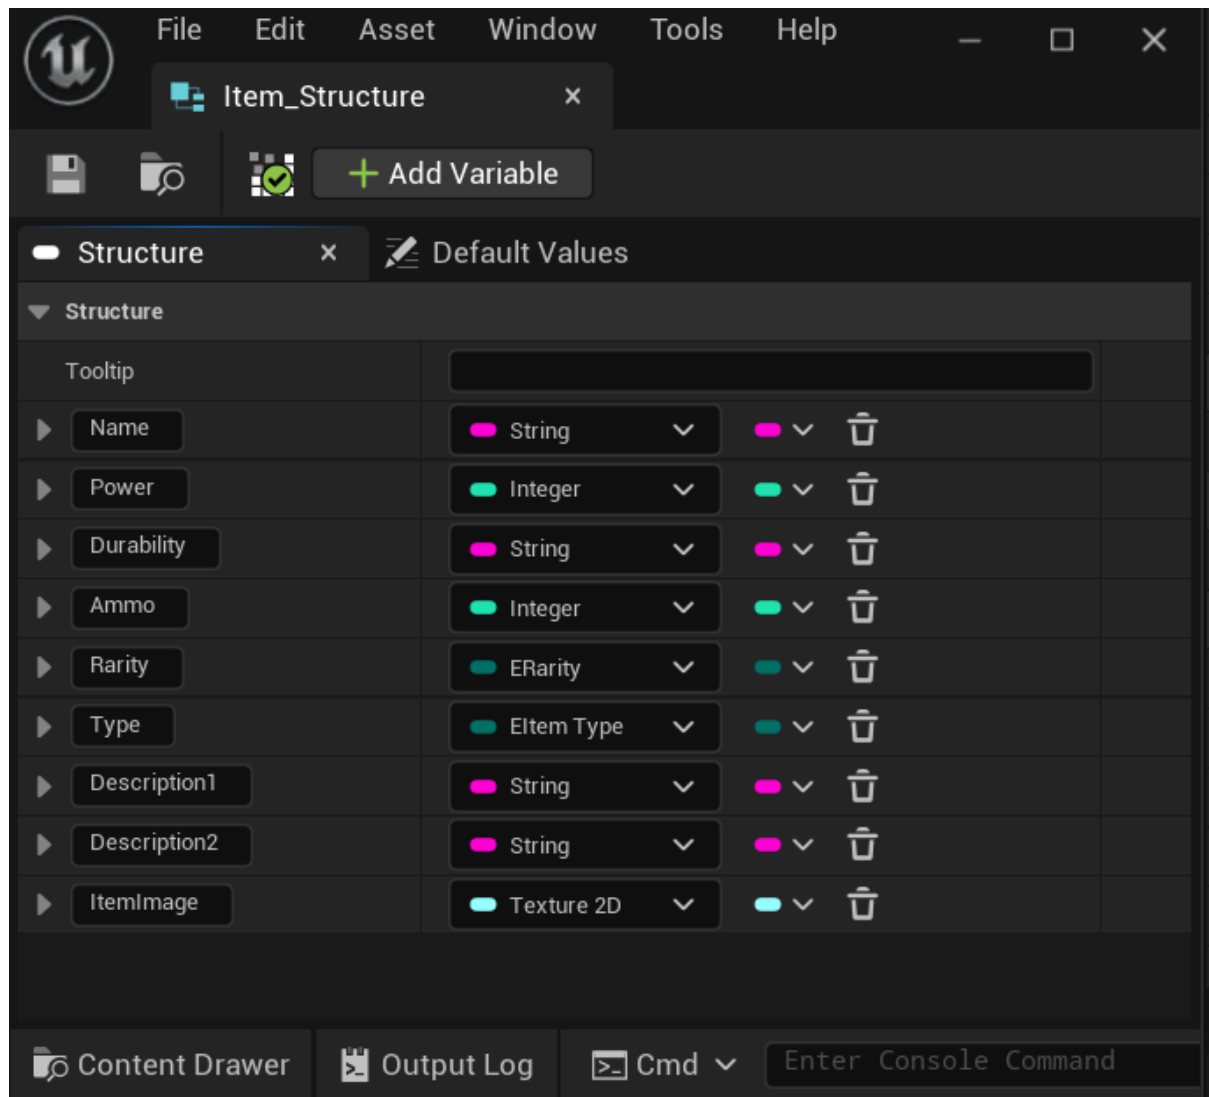 File Edit Asset Window Tools Help
Item_Structure
Add Variable
Structure Default Values
Structure
Tooltip
Name String
Power Integer
Durability String
Ammo Integer
Rarity ERarity
Type EItem Type
Description1 String
Description2 String
ItemImage Texture 2D
Content Drawer Output Log Cmd Enter Console Command